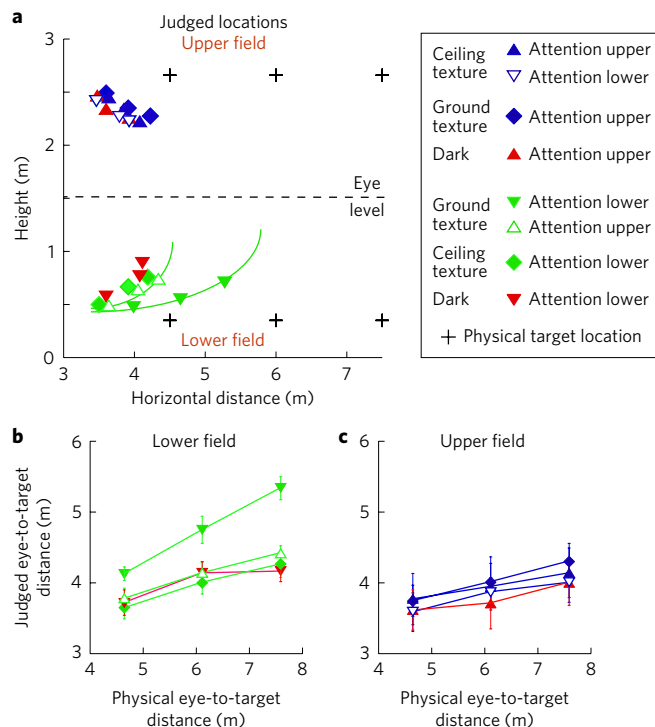 a
Judged locations
Upper field
3
2
1
0
Height (m)
Eye
level
Lower field
3 4 5 6 7
Horizontal distance (m)
Ceiling texture
Attention upper
Attention lower
Ground texture
Attention upper
Dark
Attention upper
Ground texture
Attention lower
Attention upper
Ceiling texture
Attention lower
Dark
Attention lower
Physical target location
b
Lower field
6
5
4
3
Judged eye-to-target
distance (m)
4 5 6 7 8
Physical eye-to-target
distance (m)
c
Upper field
6
5
4
3
4 5 6 7 8
Physical eye-to-target
distance (m)